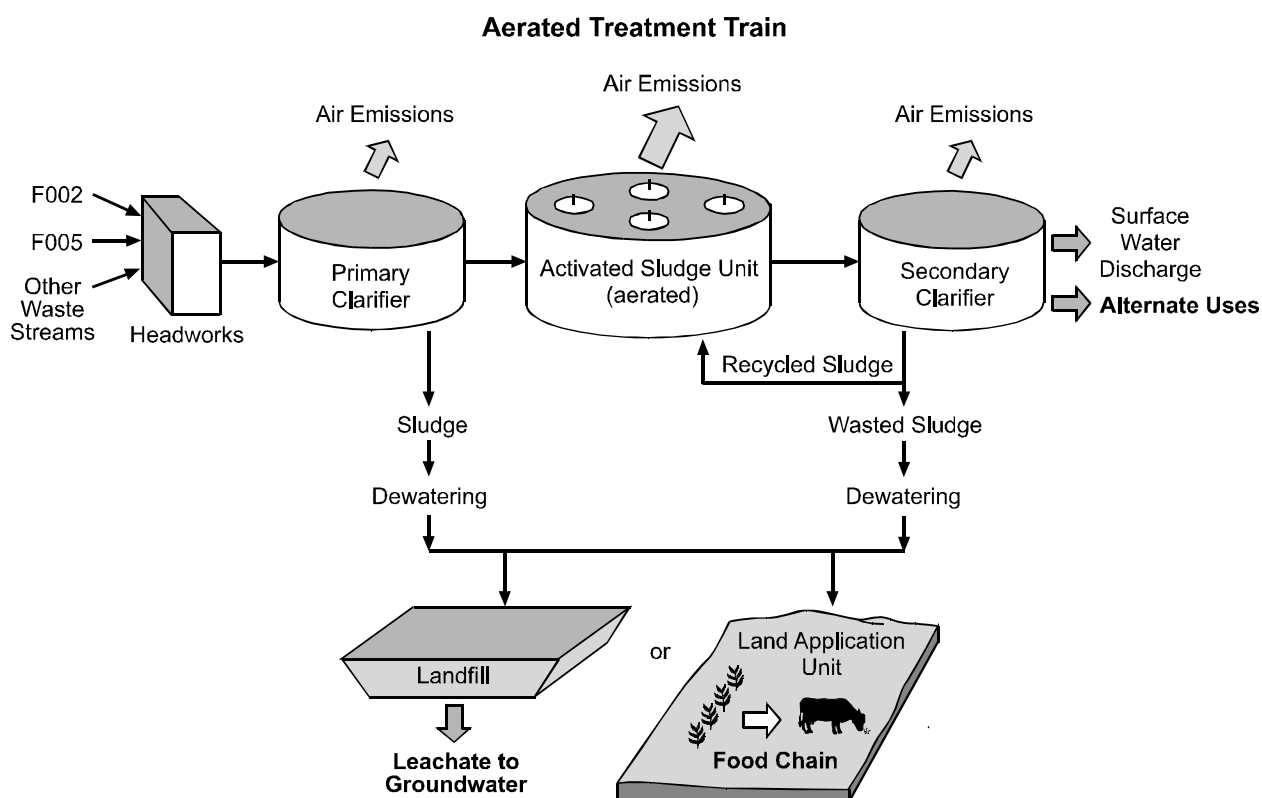 Aerated Treatment Train
Air Emissions
Air Emissions
Air Emissions
F002
F005
Other
Waste
Streams
Headworks
Primary
Clarifier
Activated Sludge Unit
(aerated)
Secondary
Clarifier
Surface
Water
Discharge
Alternate Uses
Recycled Sludge
Sludge
Wasted Sludge
Dewatering
Dewatering
Landfill
or
Land Application
Unit
Food Chain
Leachate to
Groundwater